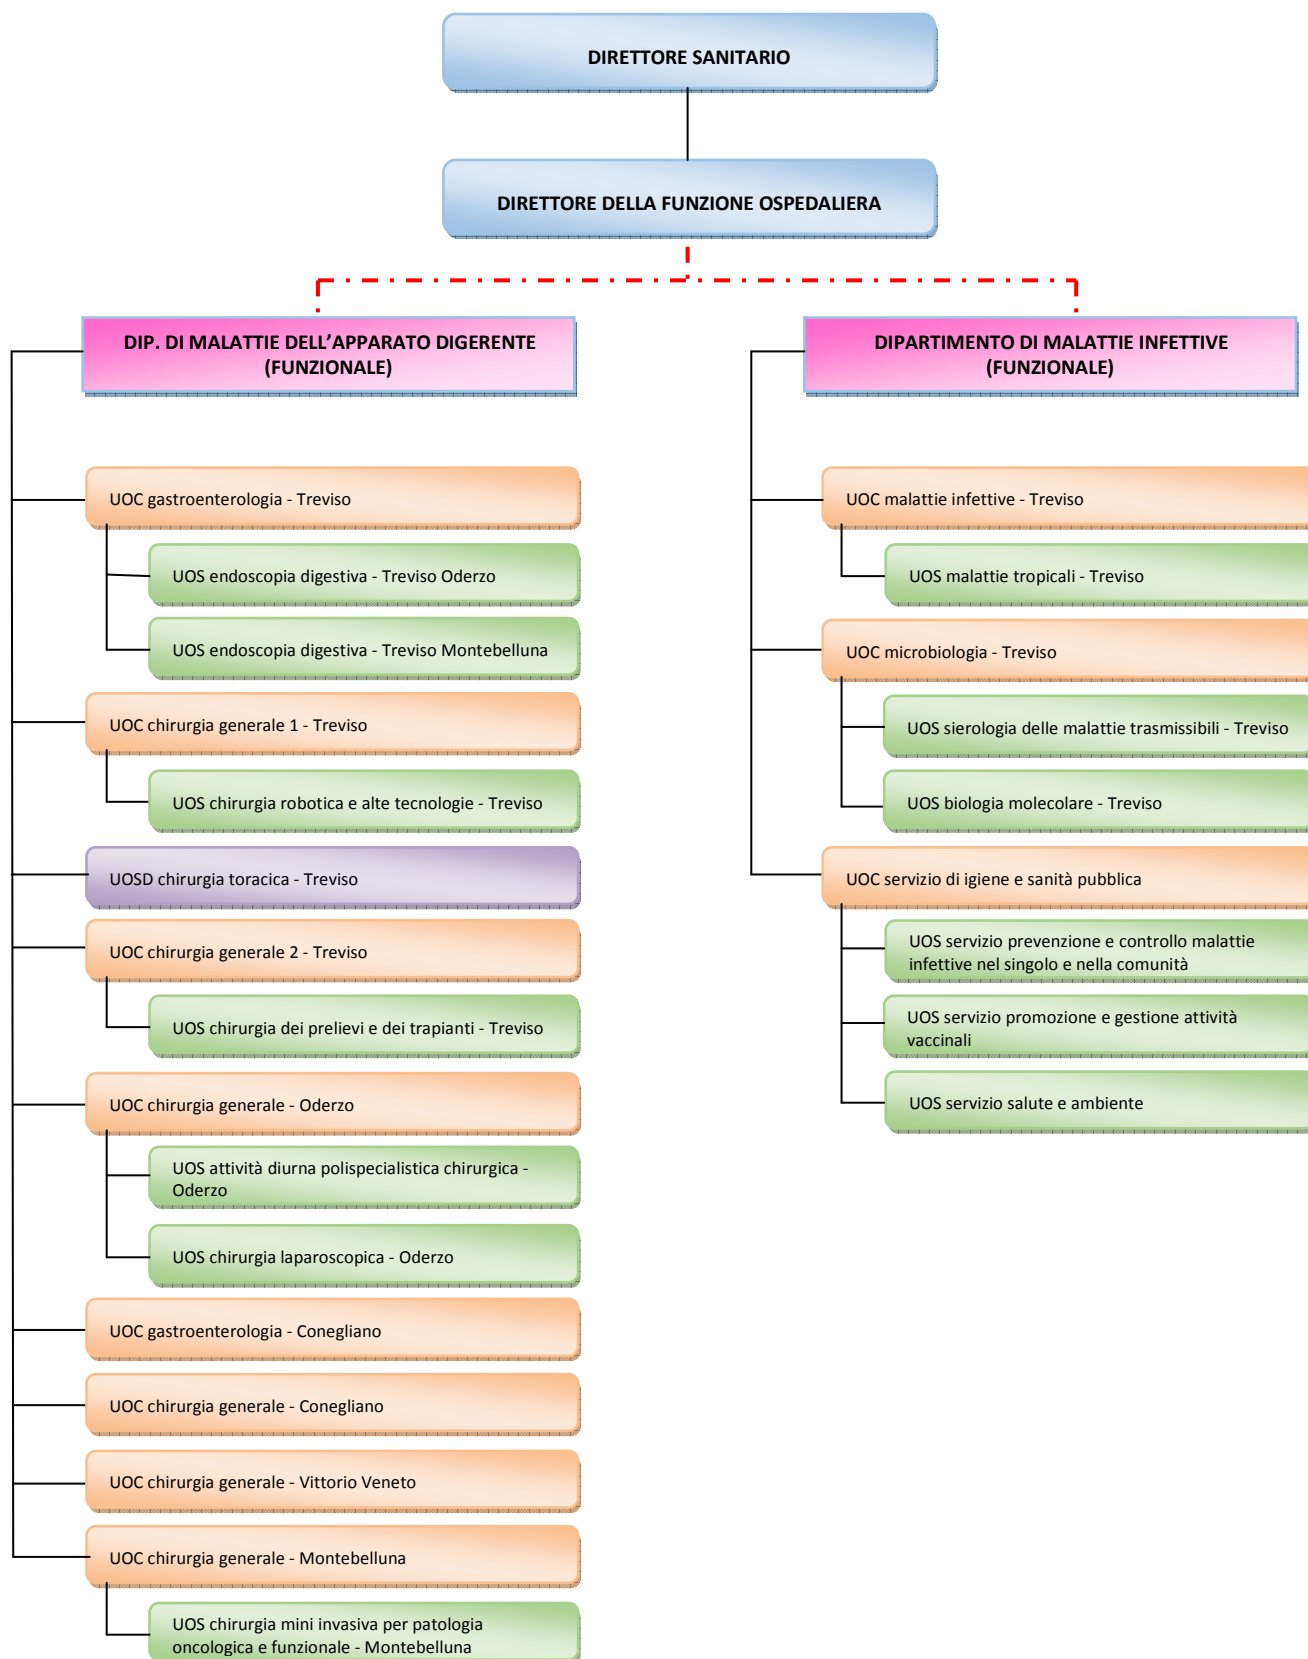 DIRETTORE SANITARIO
DIRETTORE DELLA FUNZIONE OSPEDALIERA
DIP. DI MALATTIE DELL’APPARATO DIGERENTE
(FUNZIONALE)
UOC gastroenterologia - Treviso
UOS endoscopia digestiva - Treviso Oderzo
UOS endoscopia digestiva - Treviso Montebelluna
UOC chirurgia generale 1 - Treviso
UOS chirurgia robotica e alte tecnologie - Treviso
UOSD chirurgia toracica - Treviso
UOC chirurgia generale 2 - Treviso
UOS chirurgia dei prelievi e dei trapianti - Treviso
UOC chirurgia generale - Oderzo
UOS attività diurna polispecialistica chirurgica -
Oderzo
UOS chirurgia laparoscopica - Oderzo
UOC gastroenterologia - Conegliano
UOC chirurgia generale - Conegliano
UOC chirurgia generale - Vittorio Veneto
UOC chirurgia generale - Montebelluna
UOS chirurgia mini invasiva per patologia
oncologica e funzionale - Montebelluna
DIPARTIMENTO DI MALATTIE INFETTIVE
(FUNZIONALE)
UOC malattie infettive - Treviso
UOS malattie tropicali - Treviso
UOC microbiologia - Treviso
UOS sierologia delle malattie trasmissibili - Treviso
UOS biologia molecolare - Treviso
UOC servizio di igiene e sanità pubblica
UOS servizio prevenzione e controllo malattie
infettive nel singolo e nella comunità
UOS servizio promozione e gestione attività
vaccinali
UOS servizio salute e ambiente